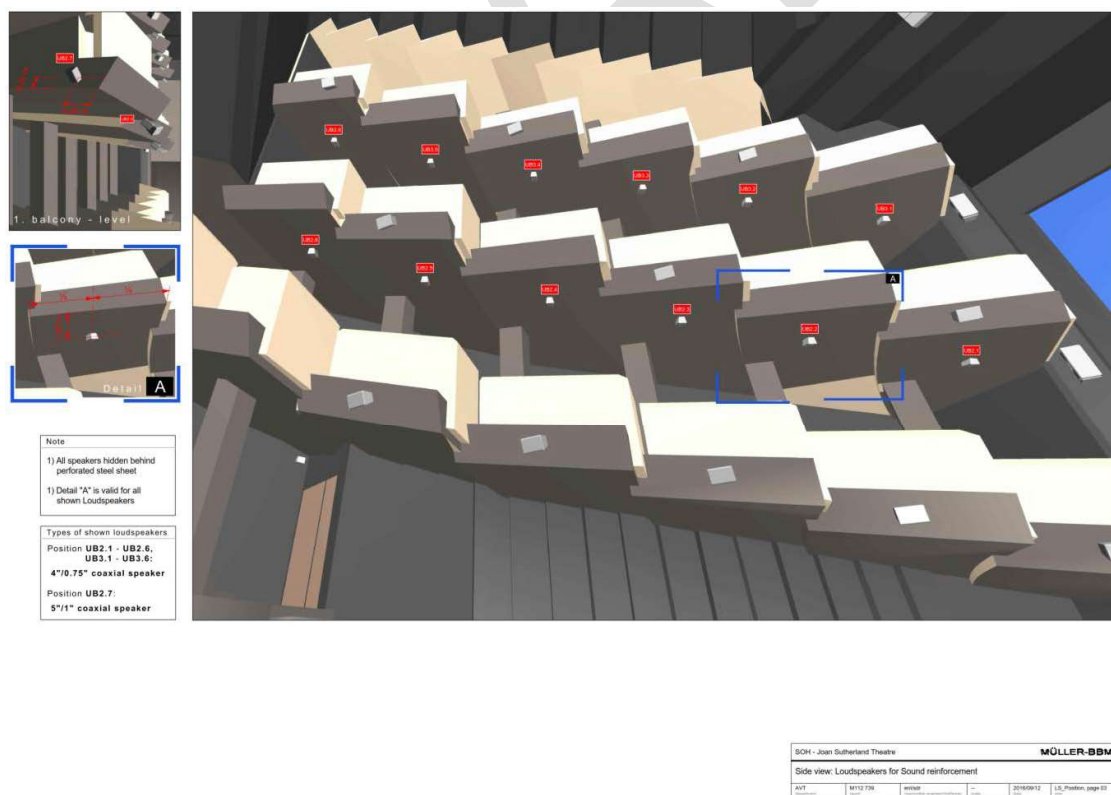 UB2.7
UB2.1
1. balcony - level
Detail A
Note
1) All speakers hidden behind
perforated steel sheet
1) Detail "A" is valid for all
shown Loudspeakers
Types of shown loudspeakers
Position UB2.1 - UB2.6,
UB3.1 - UB3.6:
4"/0.75" coaxial speaker
Position UB2.7:
5"/1" coaxial speaker
UB3.5
UB3.4
UB3.3
UB3.2
UB3.1
UB2.6
UB2.5
UB2.4
UB2.3
A
UB2.2
UB2.1
SOH - Joan Sutherland Theatre
MÜLLER-BBM
Side view: Loudspeakers for Sound reinforcement
AVT
M112 739
--
2016/09/12
LS_Position, page 03